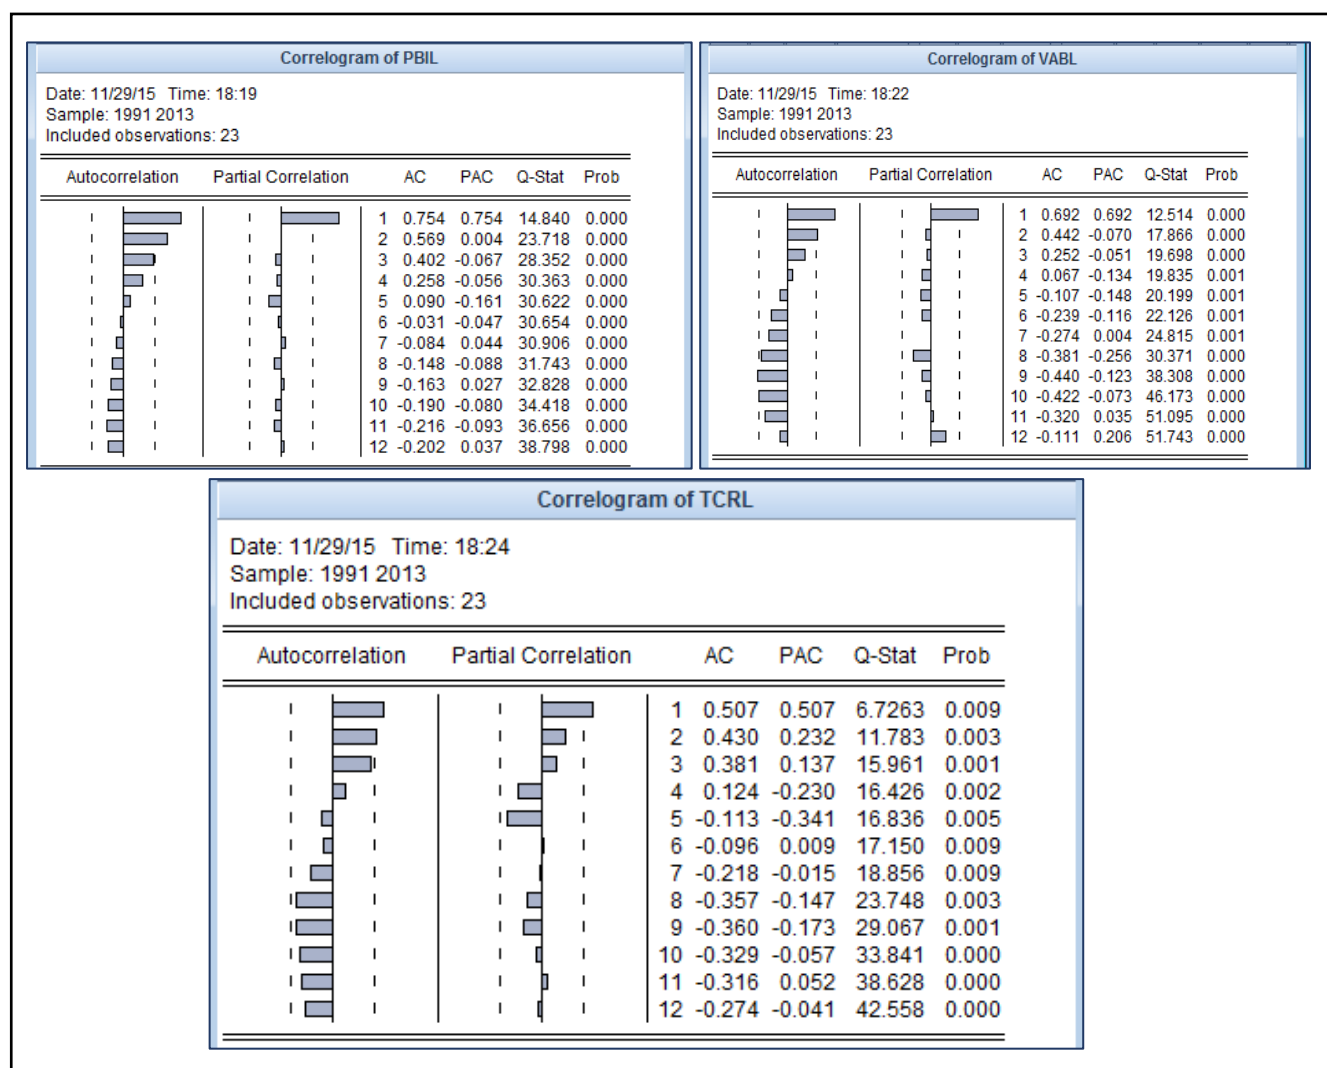 Correlogram of PBIL
Date: 11/29/15 Time: 18:19
Sample: 1991 2013
Included observations: 23
Autocorrelation Partial Correlation AC PAC Q-Stat Prob
1 0.754 0.754 14.840 0.000
2 0.569 0.004 23.718 0.000
3 0.402 -0.067 28.352 0.000
4 0.258 -0.056 30.363 0.000
5 0.090 -0.161 30.622 0.000
6 -0.031 -0.047 30.654 0.000
7 -0.084 0.044 30.906 0.000
8 -0.148 -0.088 31.743 0.000
9 -0.163 0.027 32.828 0.000
10 -0.190 -0.080 34.418 0.000
11 -0.216 -0.093 36.656 0.000
12 -0.202 0.037 38.798 0.000
Correlogram of VABL
Date: 11/29/15 Time: 18:22
Sample: 1991 2013
Included observations: 23
Autocorrelation Partial Correlation AC PAC Q-Stat Prob
1 0.692 0.692 12.514 0.000
2 0.442 -0.070 17.866 0.000
3 0.252 -0.051 19.698 0.000
4 0.067 -0.134 19.835 0.001
5 -0.107 -0.148 20.199 0.001
6 -0.239 -0.116 22.126 0.001
7 -0.274 0.004 24.815 0.001
8 -0.381 -0.256 30.371 0.000
9 -0.440 -0.123 38.308 0.000
10 -0.422 -0.073 46.173 0.000
11 -0.320 0.035 51.095 0.000
12 -0.111 0.206 51.743 0.000
Correlogram of TCRL
Date: 11/29/15 Time: 18:24
Sample: 1991 2013
Included observations: 23
Autocorrelation Partial Correlation AC PAC Q-Stat Prob
1 0.507 0.507 6.7263 0.009
2 0.430 0.232 11.783 0.003
3 0.381 0.137 15.961 0.001
4 0.124 -0.230 16.426 0.002
5 -0.113 -0.341 16.836 0.005
6 -0.096 0.009 17.150 0.009
7 -0.218 -0.015 18.856 0.009
8 -0.357 -0.147 23.748 0.003
9 -0.360 -0.173 29.067 0.001
10 -0.329 -0.057 33.841 0.000
11 -0.316 0.052 38.628 0.000
12 -0.274 -0.041 42.558 0.000